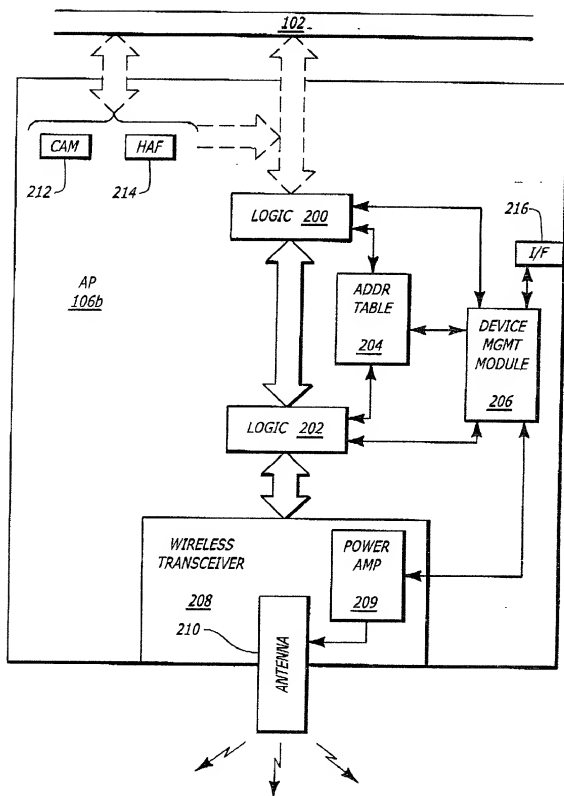 102
CAM
HAF
212
214
LOGIC 200
216
I/F
AP
106b
ADDR
TABLE
204
DEVICE
MGMT
MODULE
206
LOGIC 202
WIRELESS
TRANSCEIVER
208
POWER
AMP
209
210
ANTENNA